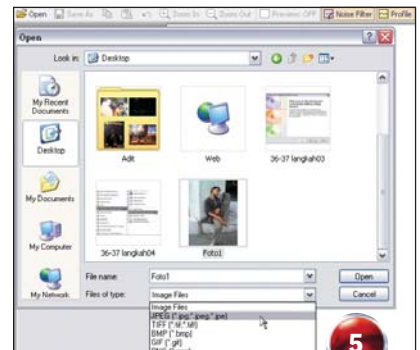 Open Save As Zoom In Zoom Out Preview: OFF Noise Filter Profile
Open
Look in: Desktop
My Recent
Documents
Desktop
My Documents
My Computer
My Network
Adit Web 36-37 langkah03
36-37 langkah04 Foto1
File name: Foto1 Open
Files of type: Image Files Cancel
Image Files
JPEG (*.jpg;*.jpeg;*.jpe)
TIFF (*.tif;*.tiff)
BMP (*.bmp)
GIF (*.gif)
5